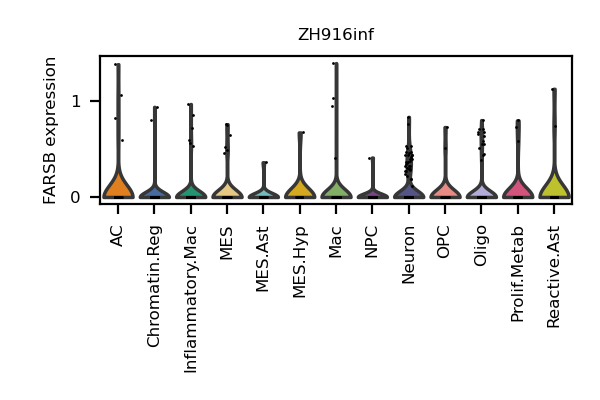 ZH916inf
FARSB expression
1
0
AC
Chromatin.Reg
Inflammatory.Mac
MES
MES.Ast
MES.Hyp
Mac
NPC
Neuron
OPC
Oligo
Prolif.Metab
Reactive.Ast